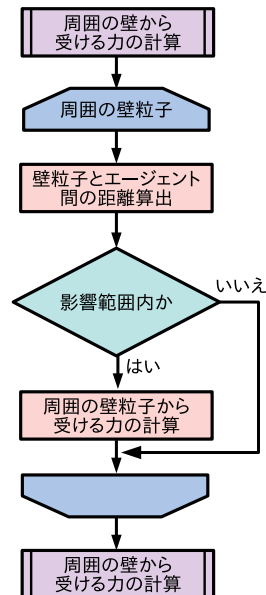 周囲の壁から
受ける力の計算
周囲の壁粒子
壁粒子とエージェント
間の距離算出
影響範囲内か
いいえ
はい
周囲の壁粒子から
受ける力の計算
周囲の壁から
受ける力の計算